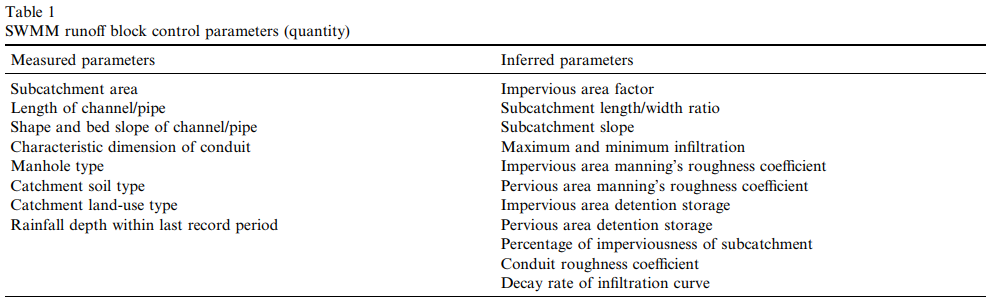 Table 1
SWMM runoff block control parameters (quantity)
Measured parameters Inferred parameters
Subcatchment area Impervious area factor
Length of channel/pipe Subcatchment length/width ratio
Shape and bed slope of channel/pipe Subcatchment slope
Characteristic dimension of conduit Maximum and minimum infiltration
Manhole type Impervious area manning's roughness coefficient
Catchment soil type Pervious area manning's roughness coefficient
Catchment land-use type Impervious area detention storage
Rainfall depth within last record period Pervious area detention storage
Percentage of imperviousness of subcatchment
Conduit roughness coefficient
Decay rate of infiltration curve